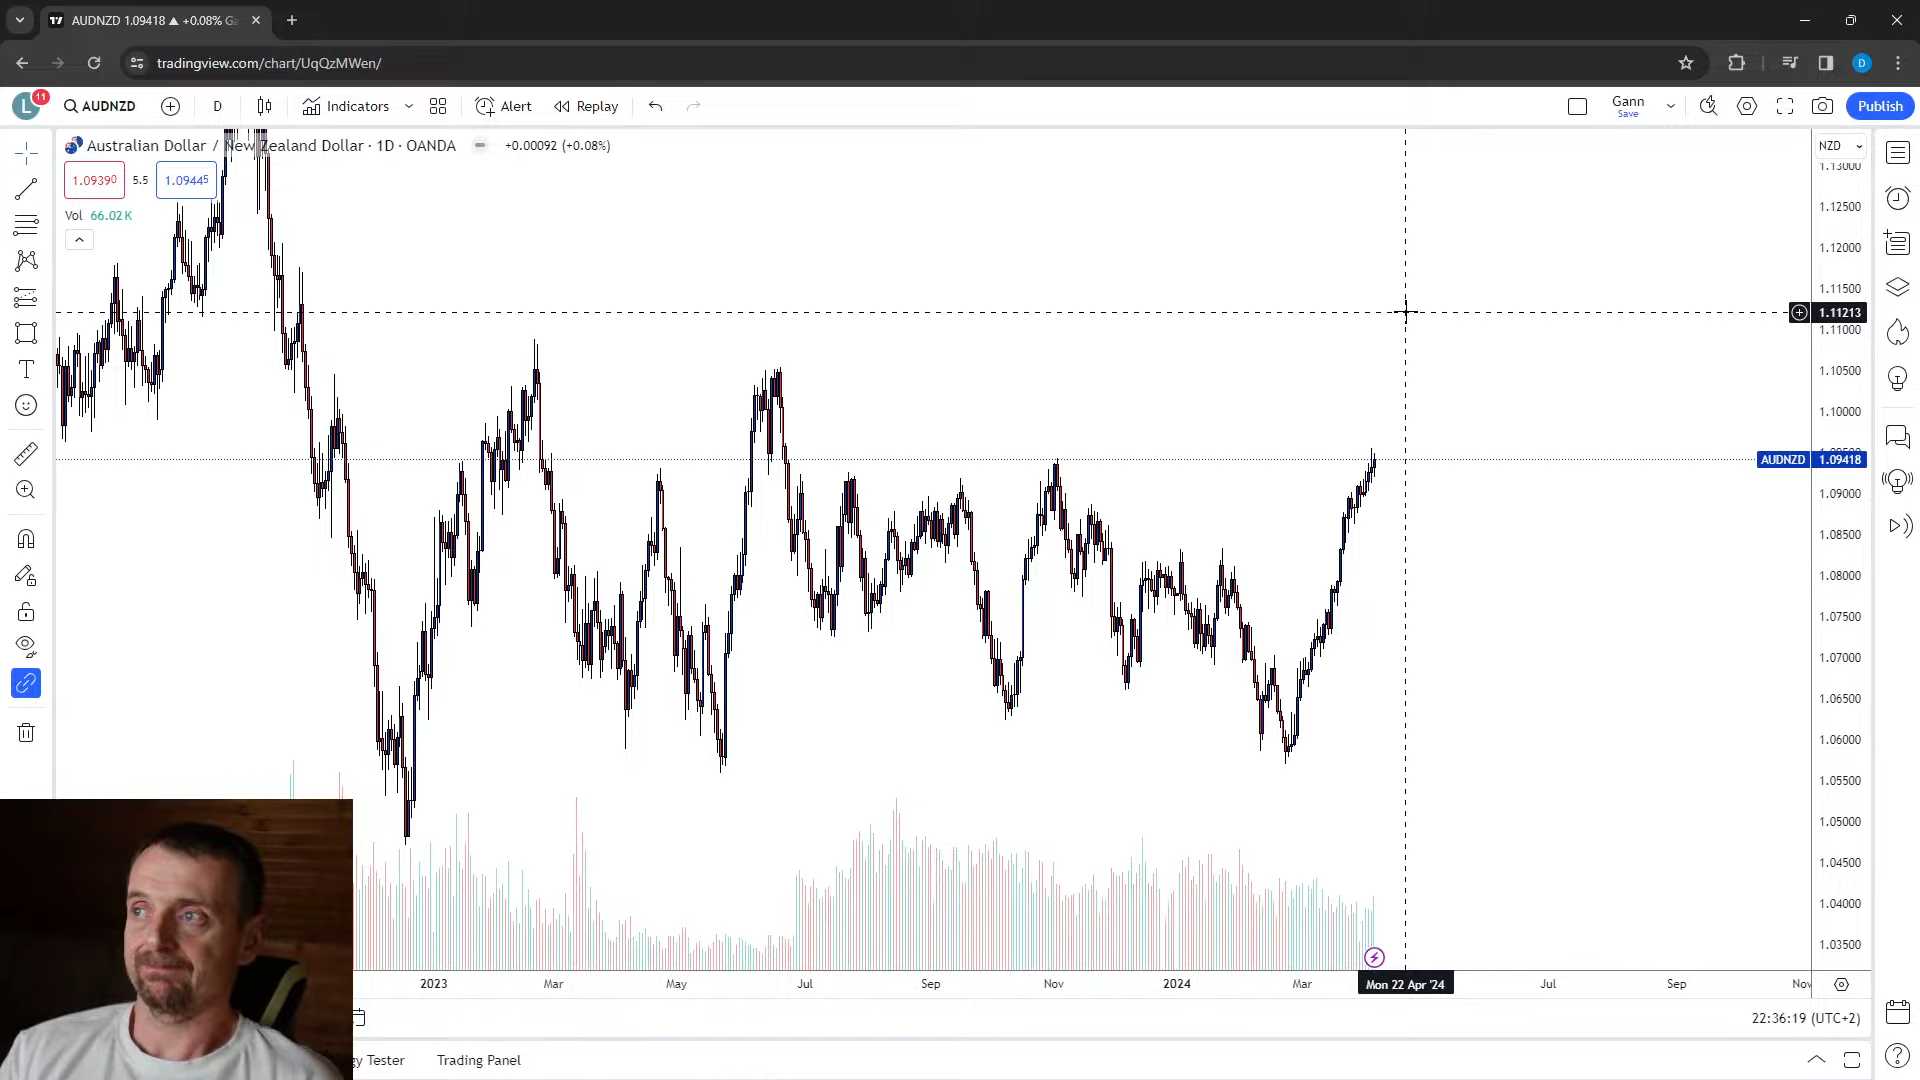 AUDNZD 1.09418 ▲ +0.08% Ga
tradingview.com/chart/UqQzMWen/
L 11 AUDNZD D Indicators Alert Replay Gann Save Publish
Australian Dollar / New Zealand Dollar · 1D · OANDA +0.00092 (+0.08%)
NZD
1.09390 5.5 1.09445
Vol 66.02K
1.13000
1.12500
1.12000
1.11500
1.11213
1.11000
1.10500
1.10000
AUDNZD 1.09418
1.09000
1.08500
1.08000
1.07500
1.07000
1.06500
1.06000
1.05500
1.05000
1.04500
1.04000
1.03500
2023 Mar May Jul Sep Nov 2024 Mar Mon 22 Apr '24 Jul Sep Nov
22:36:19 (UTC+2)
gy Tester Trading Panel